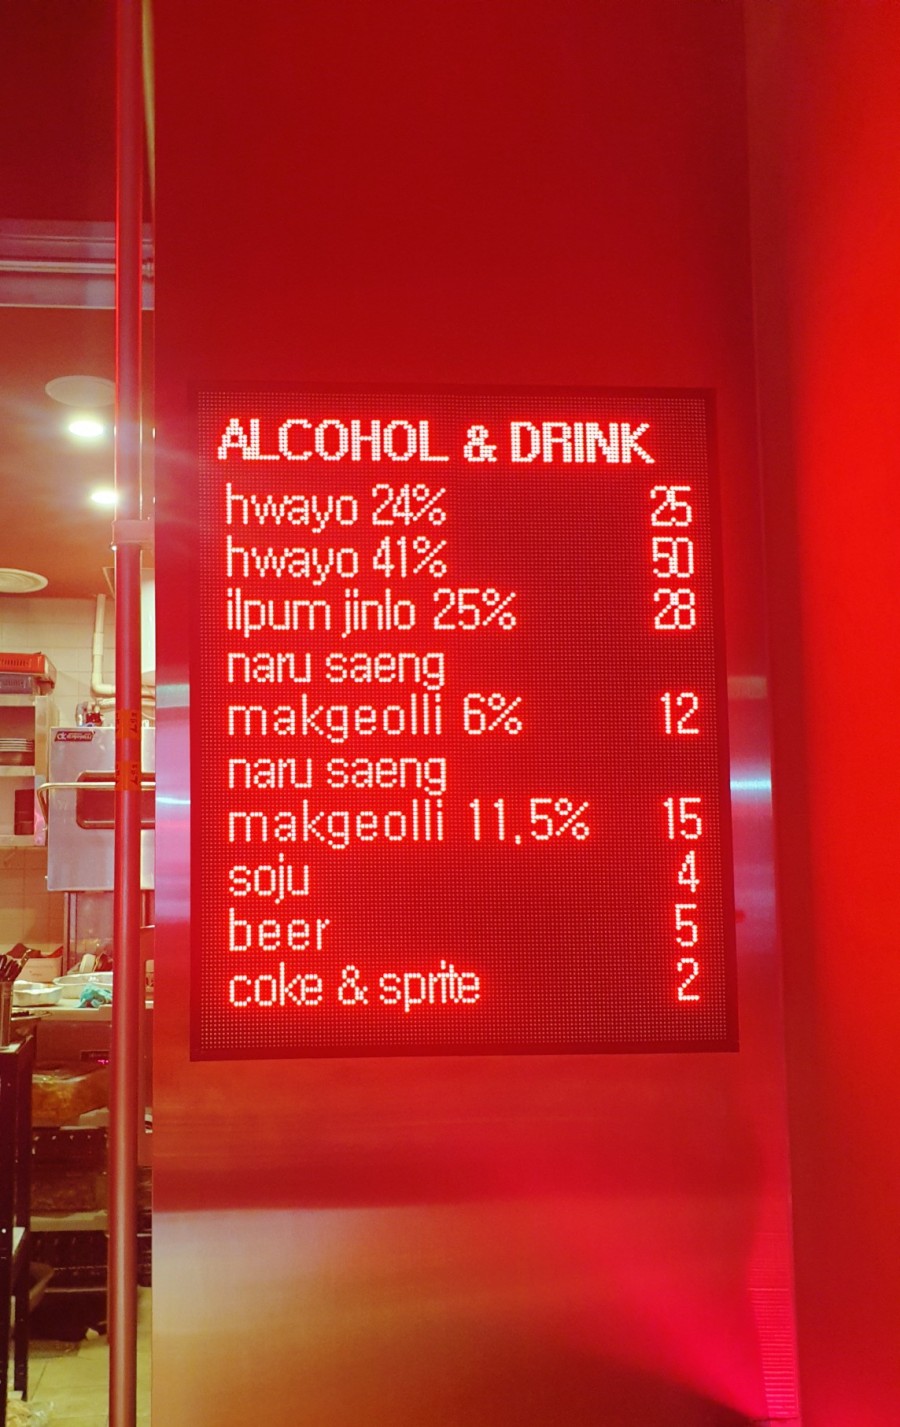 ALCOHOL & DRINK
hwayo 24% 25
hwayo 41% 50
ilpum jinlo 25% 28
naru saeng
makgeolli 6% 12
naru saeng
makgeolli 11.5% 15
soju 4
beer 5
coke & sprite 2